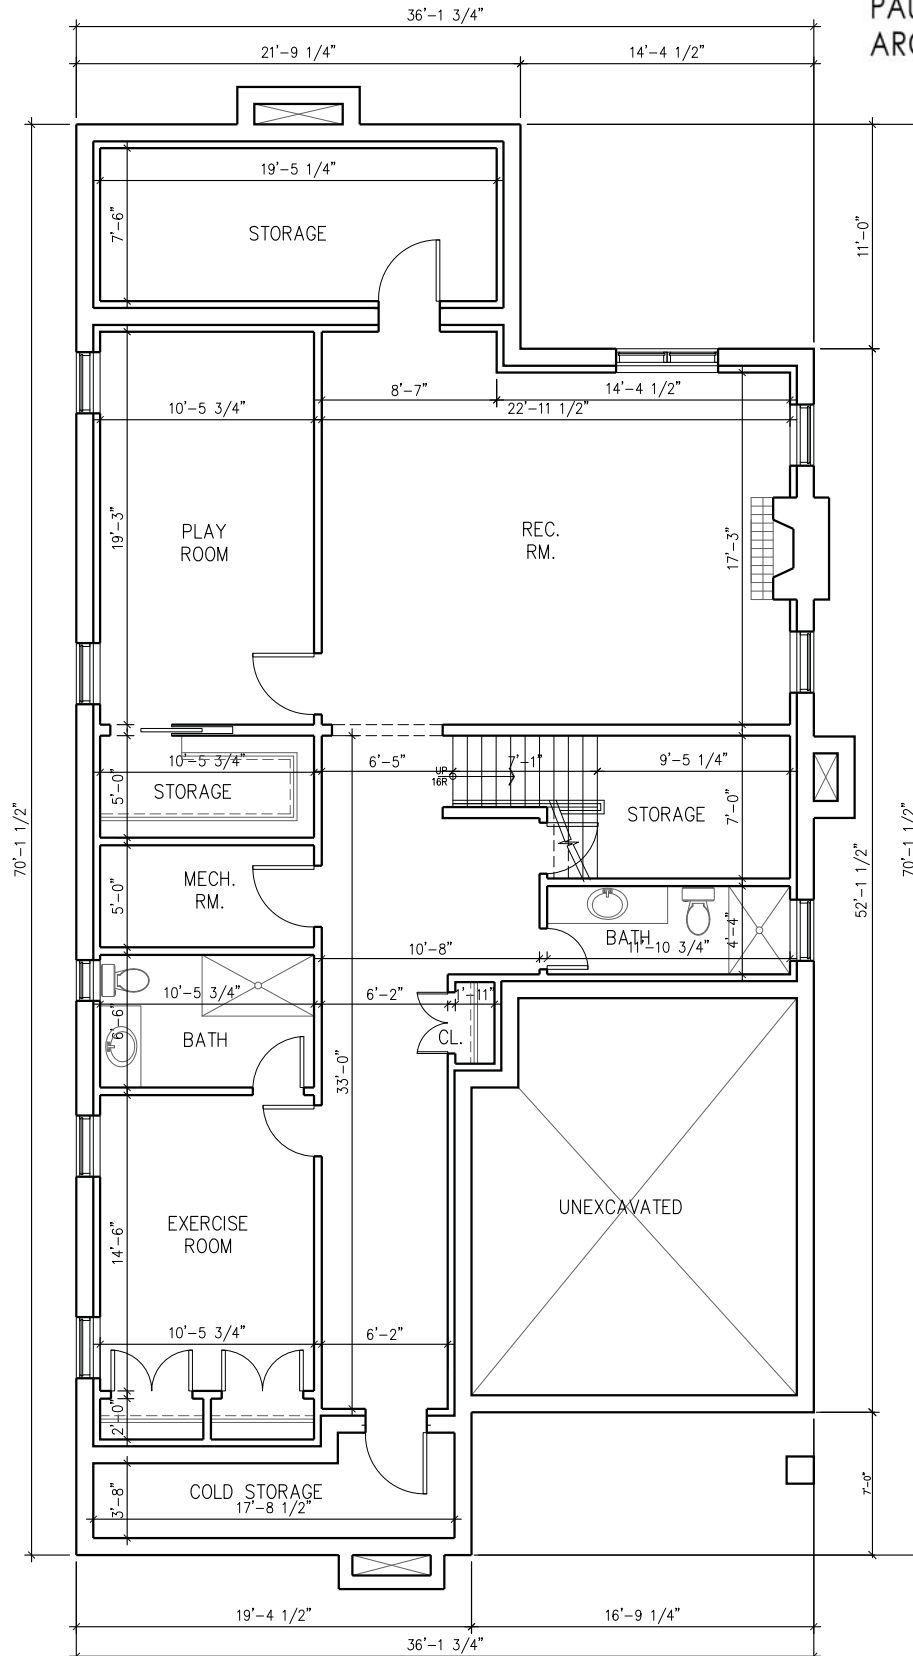 PAU
ARC
36'-1 3/4"
21'-9 1/4"
14'-4 1/2"
19'-5 1/4"
7'-6"
STORAGE
11'-0"
8'-7"
14'-4 1/2"
10'-5 3/4"
22'-11 1/2"
19'-3"
PLAY
ROOM
REC.
RM.
17'-3"
10'-5 3/4"
6'-5"
UP
16R
7'-1"
9'-5 1/4"
5'-0"
STORAGE
STORAGE
7'-0"
70'-1 1/2"
52'-1 1/2"
70'-1 1/2"
5'-0"
MECH.
RM.
10'-8"
BATH
11'-10 3/4"
4'-4"
10'-5 3/4"
6'-2"
1'-11"
6'-6"
BATH
CL.
33'-0"
UNEXCAVATED
EXERCISE
ROOM
14'-6"
10'-5 3/4"
6'-2"
2'-0"
COLD STORAGE
17'-8 1/2"
3'-8"
7'-0"
19'-4 1/2"
16'-9 1/4"
36'-1 3/4"